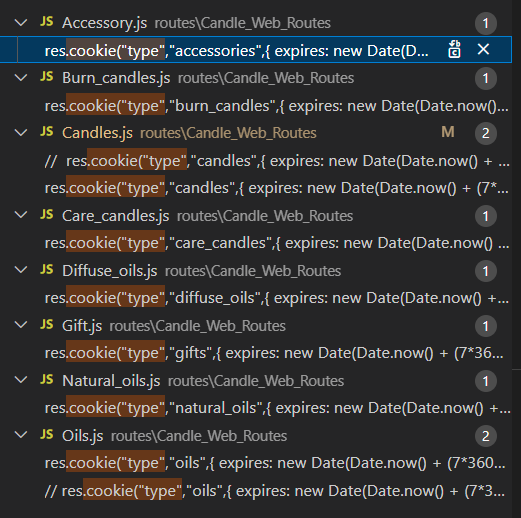 JS Accessory.js routes\Candle_Web_Routes 1
res.cookie("type","accessories",{ expires: new Date(D...
JS Burn_candles.js routes\Candle_Web_Routes 1
res.cookie("type","burn_candles",{ expires: new Date(Date.now()...
JS Candles.js routes\Candle_Web_Routes M 2
// res.cookie("type","candles",{ expires: new Date(Date.now() + ...
res.cookie("type","candles",{ expires: new Date(Date.now() + (7*...
JS Care_candles.js routes\Candle_Web_Routes 1
res.cookie("type","care_candles",{ expires: new Date(Date.now() ...
JS Diffuse_oils.js routes\Candle_Web_Routes 1
res.cookie("type","diffuse_oils",{ expires: new Date(Date.now() +...
JS Gift.js routes\Candle_Web_Routes 1
res.cookie("type","gifts",{ expires: new Date(Date.now() + (7*36...
JS Natural_oils.js routes\Candle_Web_Routes 1
res.cookie("type","natural_oils",{ expires: new Date(Date.now() +...
JS Oils.js routes\Candle_Web_Routes 2
res.cookie("type","oils",{ expires: new Date(Date.now() + (7*360...
// res.cookie("type","oils",{ expires: new Date(Date.now() + (7*3...